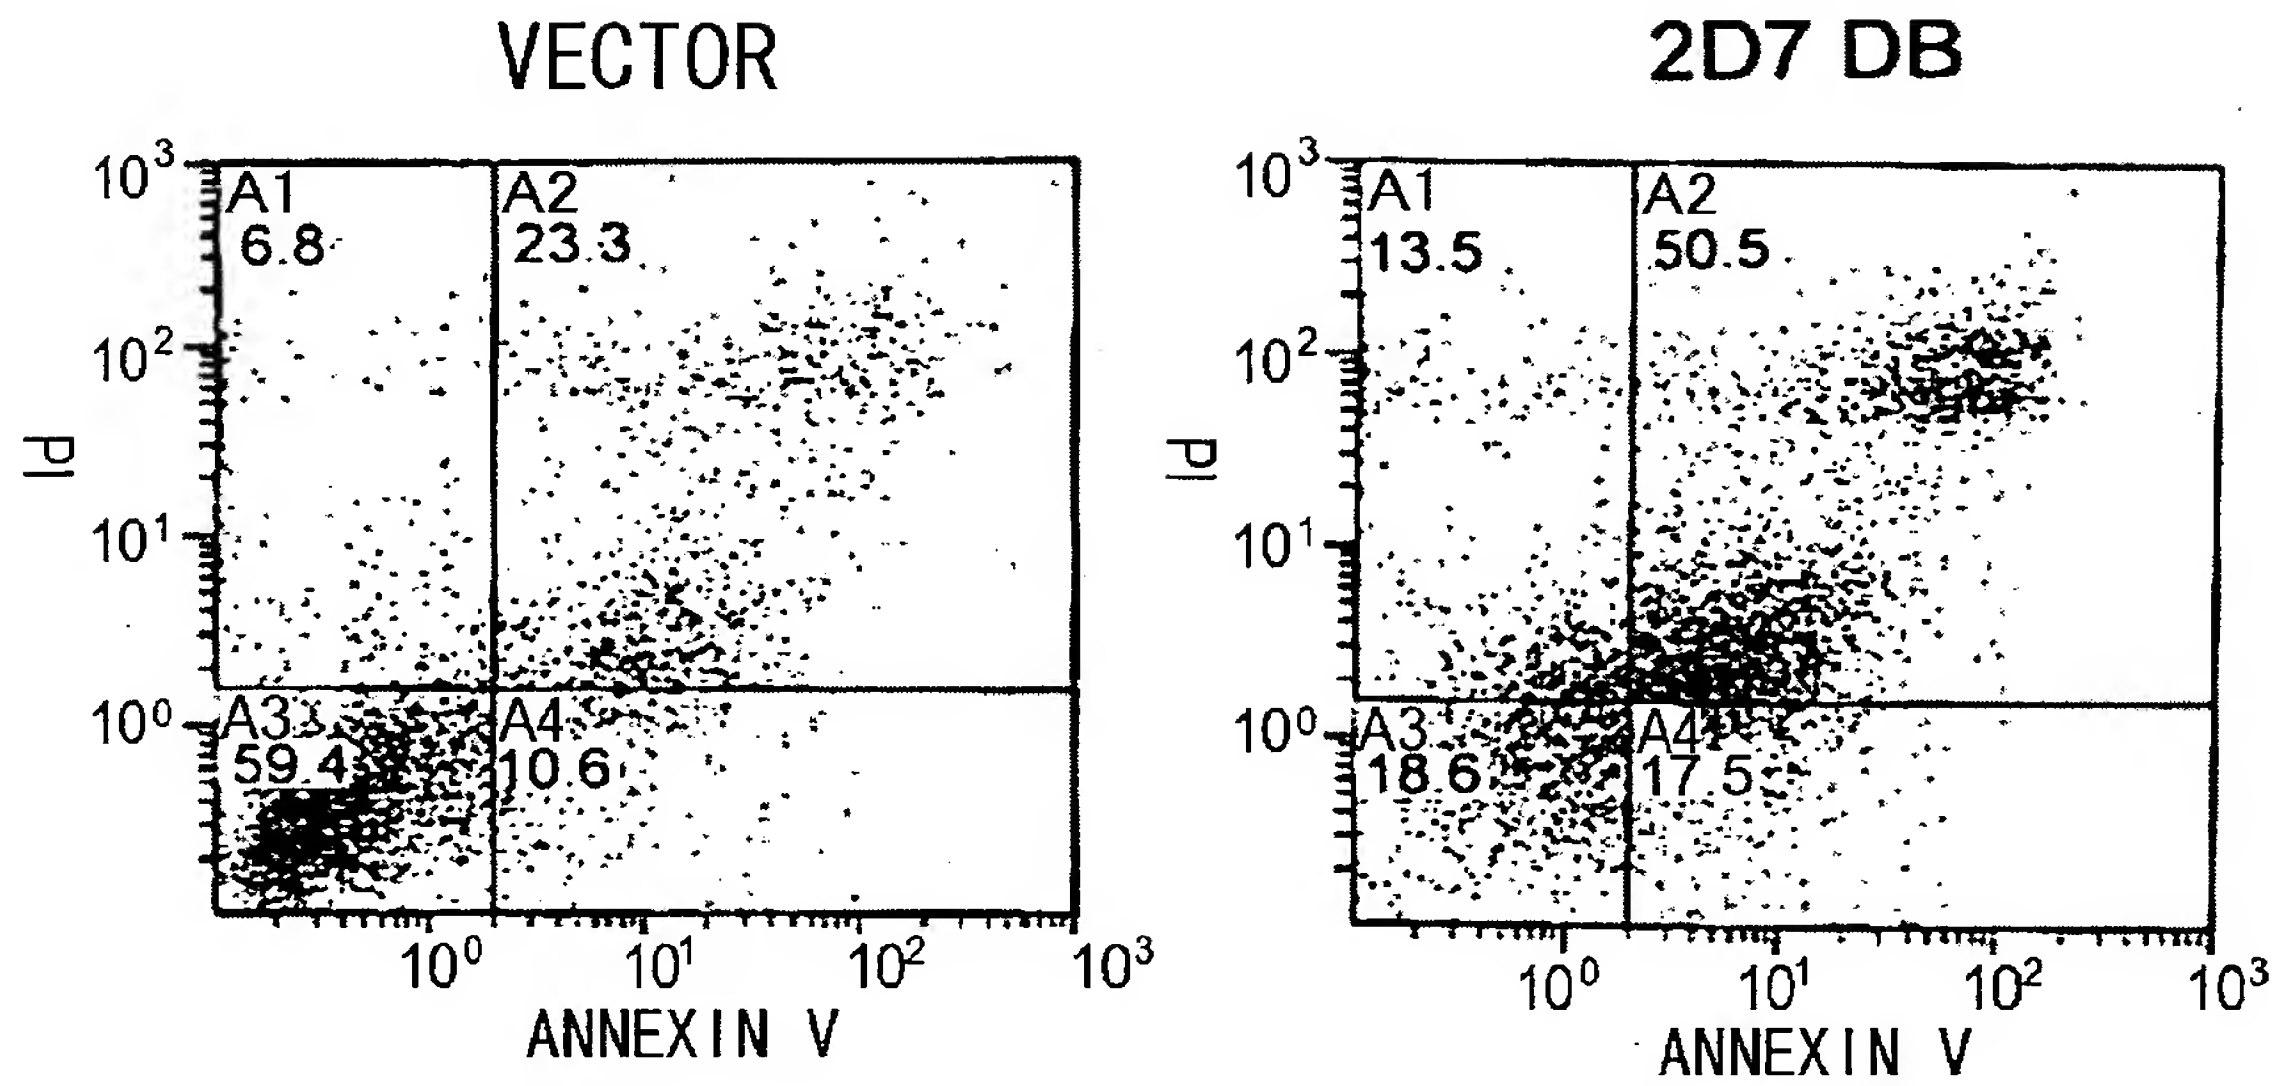 VECTOR
10³
A1
6.8
A2
23.3
10²
PI
10¹
10⁰
A3
59.4
A4
10.6
10⁰ 10¹ 10² 10³
ANNEXIN V
2D7 DB
10³
A1
13.5
A2
50.5
10²
PI
10¹
10⁰
A3
18.6
A4
17.5
10⁰ 10¹ 10² 10³
ANNEXIN V